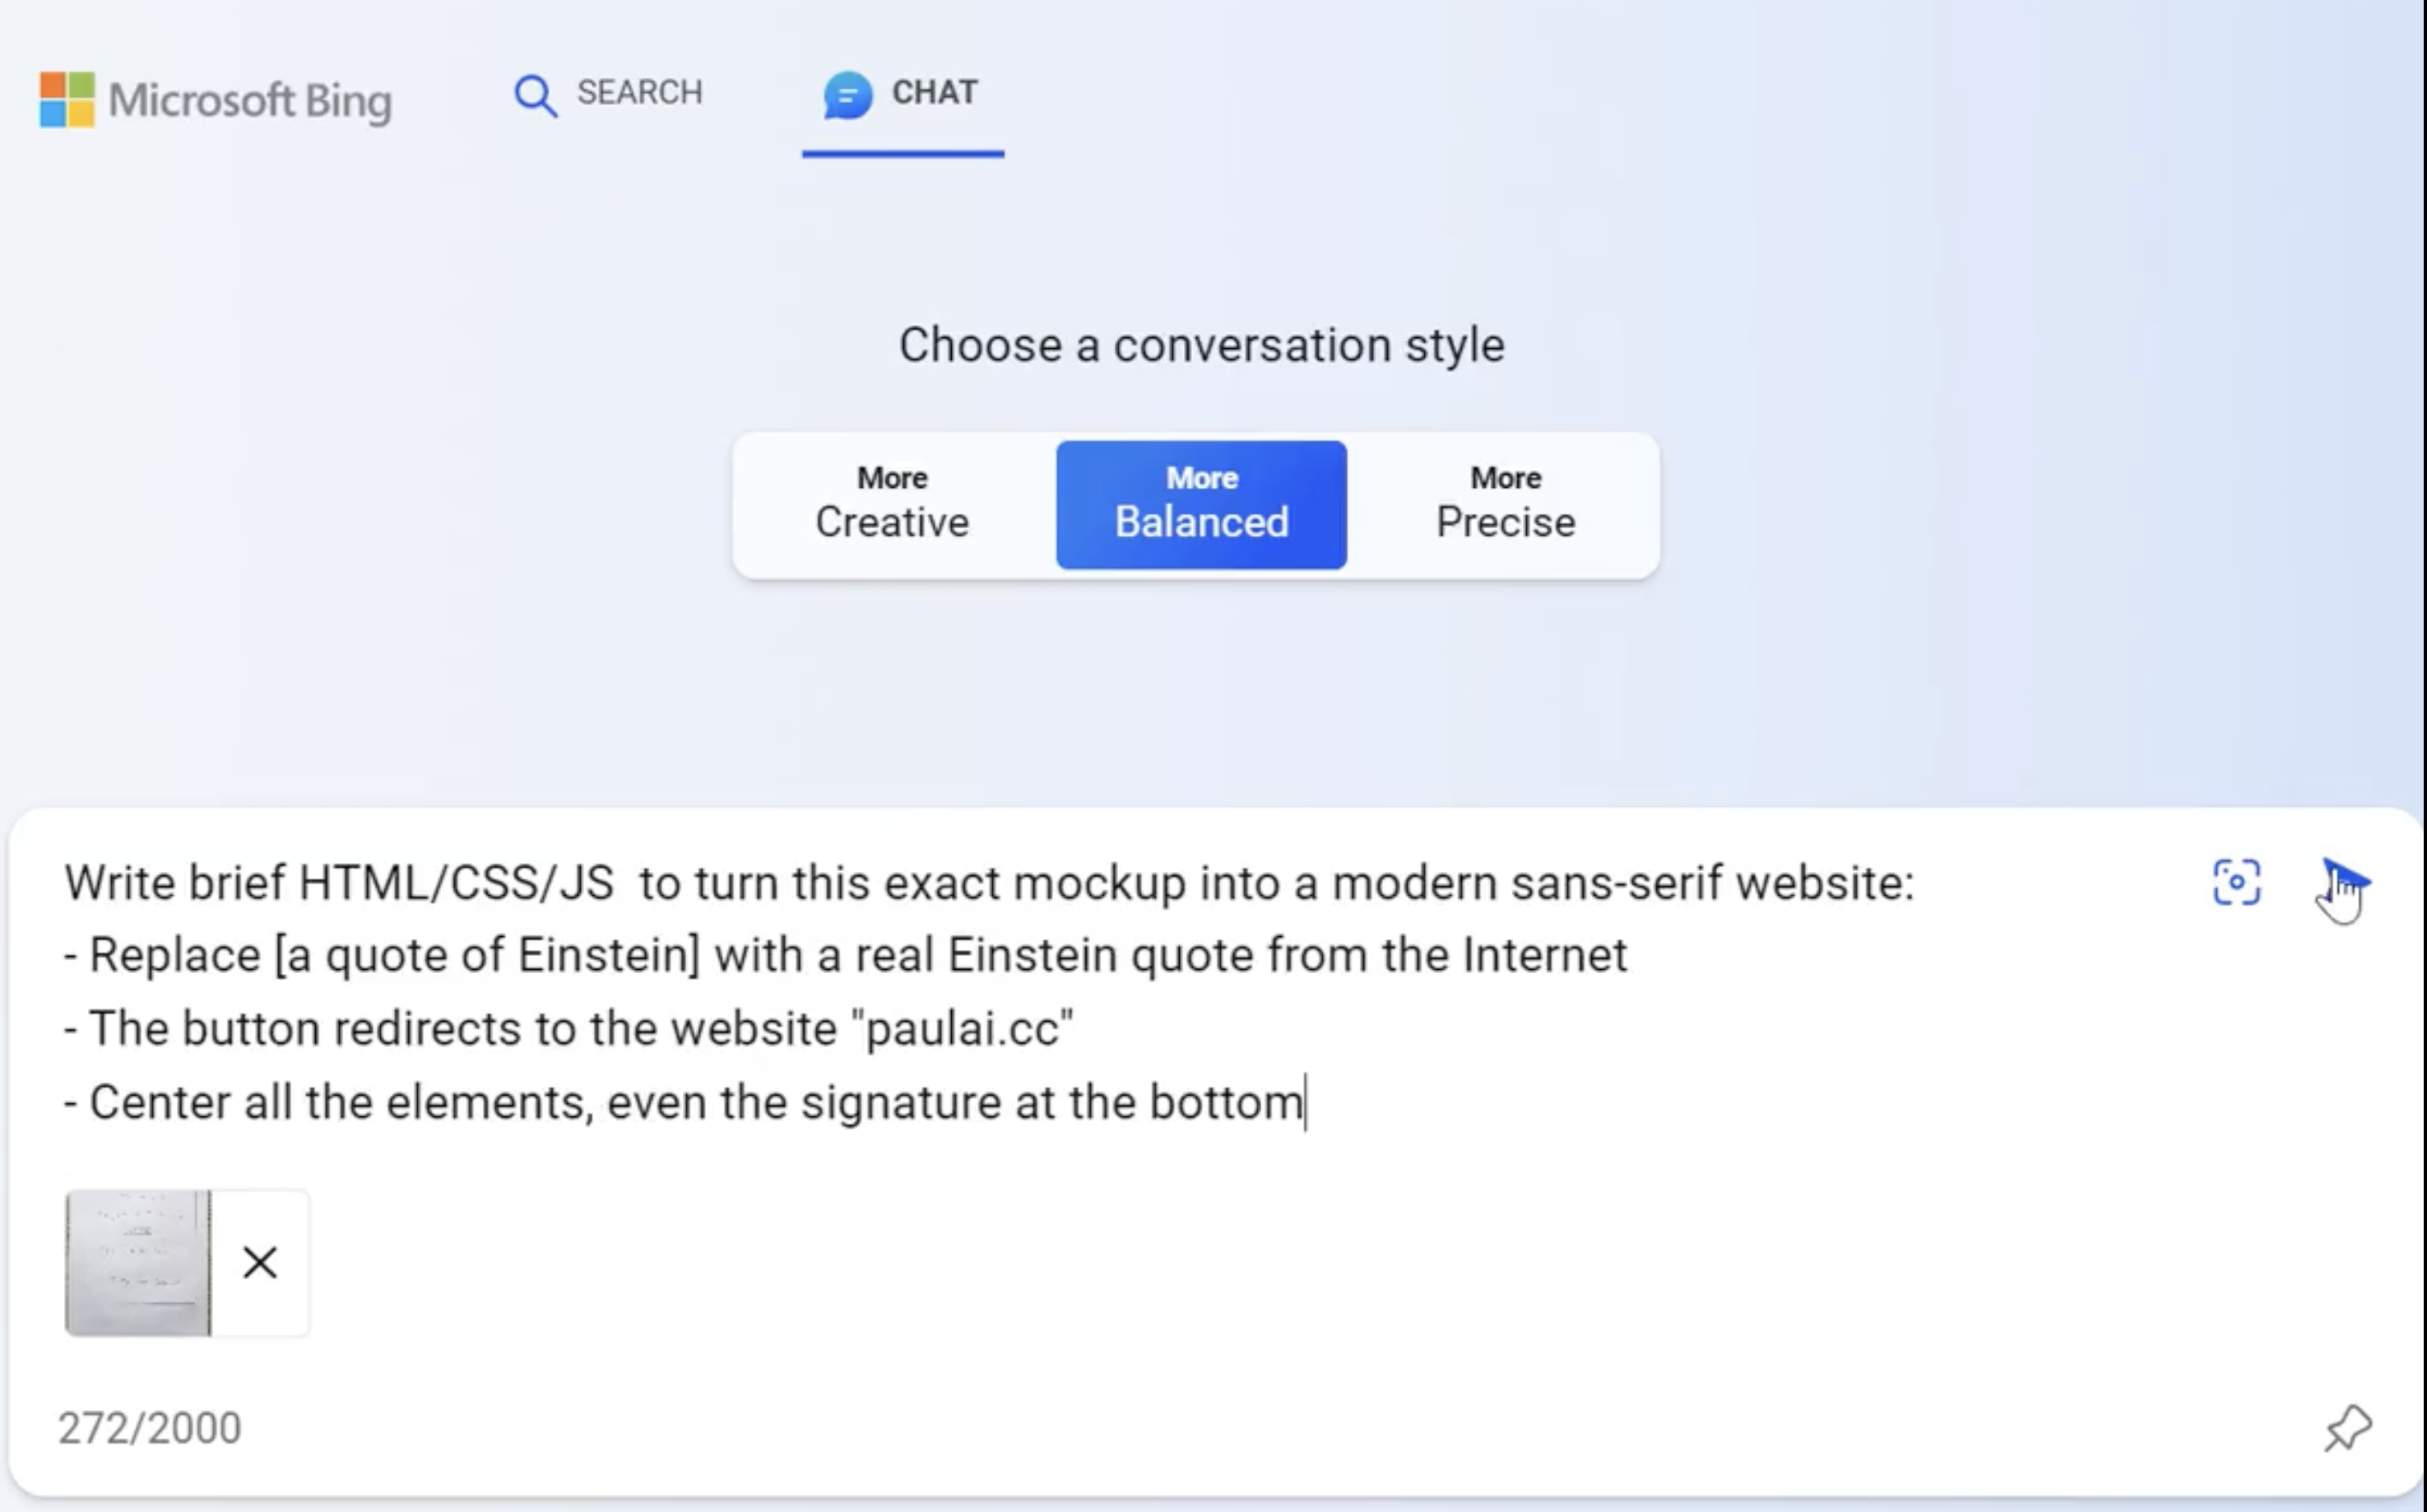 Microsoft Bing
SEARCH
CHAT
Choose a conversation style
More
Creative
More
Balanced
More
Precise
Write brief HTML/CSS/JS  to turn this exact mockup into a modern sans-serif website:
- Replace [a quote of Einstein] with a real Einstein quote from the Internet
- The button redirects to the website "paulai.cc"
- Center all the elements, even the signature at the bottom
272/2000